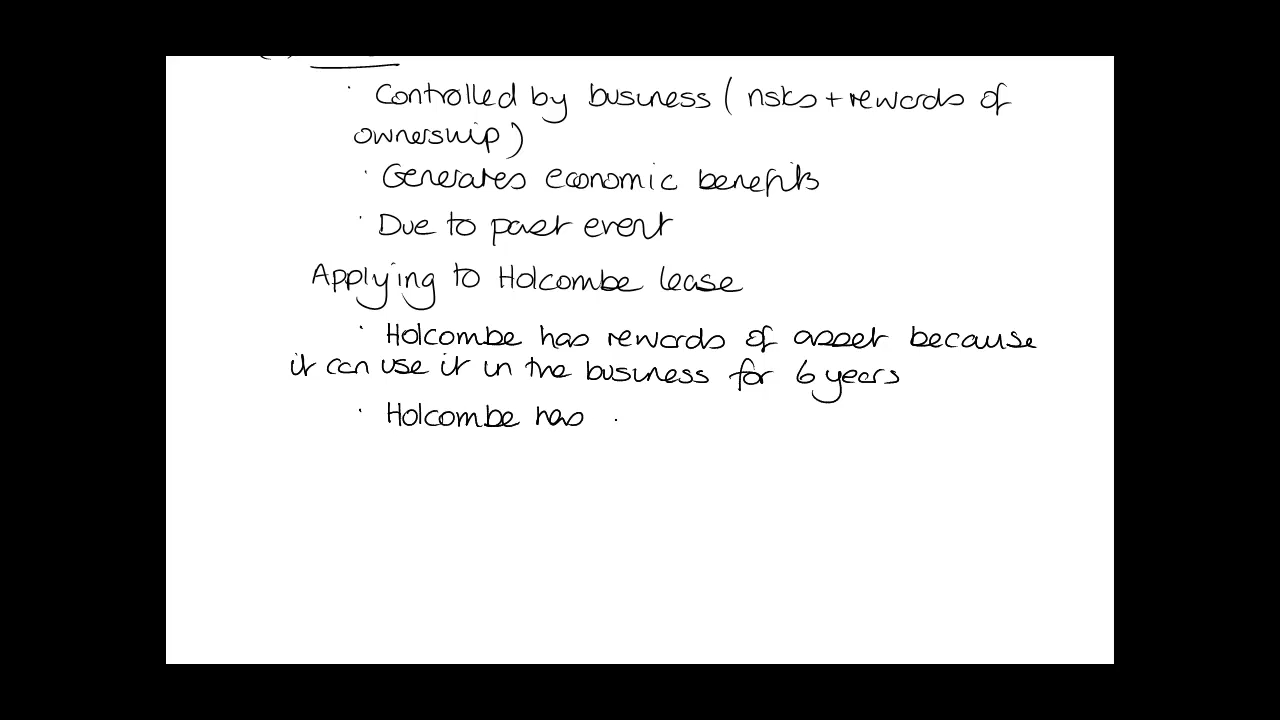 · Controlled by business (risks + rewards of
ownership)
· Generates economic benefits
· Due to past event
Applying to Holcombe lease
· Holcombe has rewards of asset because
it can use it in the business for 6 years
· Holcombe has